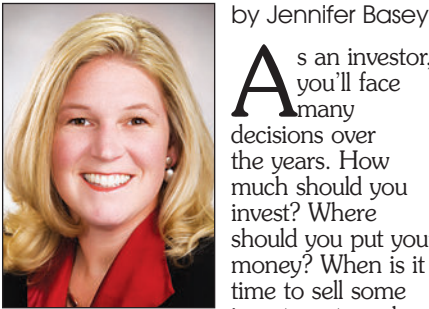 by Jennifer Basey
As an investor,
you'll face
many
decisions over
the years. How
much should you
invest? Where
should you put you
money? When is it
time to sell some